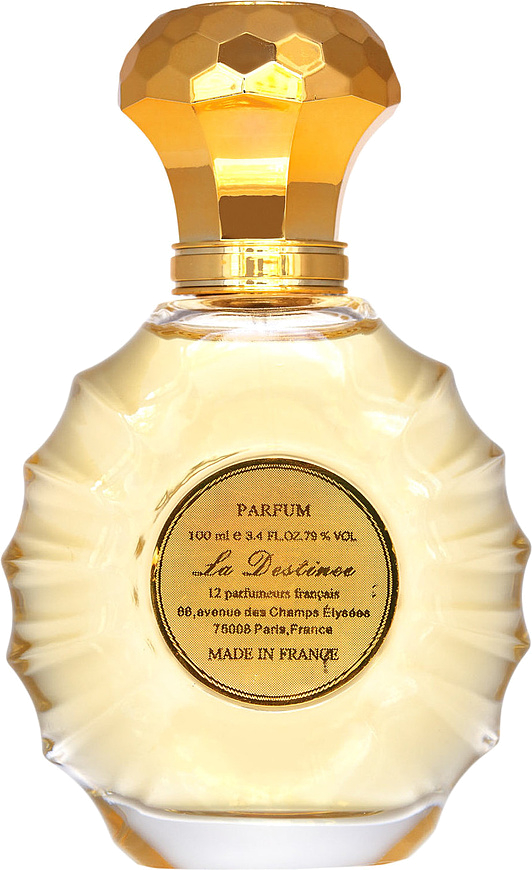 PARFUM
100 ml e 3.4 FL.OZ.79 % VOL
La Destinee
12 parfumeurs français
66,avenue des Champs Élysées
75008 Paris,France
MADE IN FRANCE